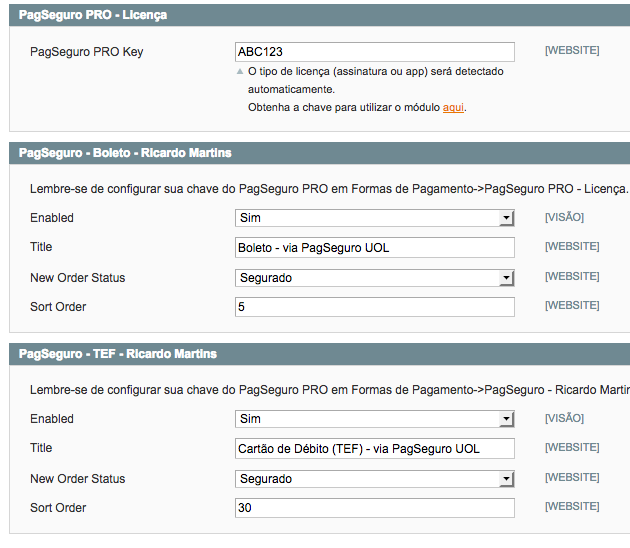 PagSeguro PRO - Licença
PagSeguro PRO Key ABC123 [WEBSITE]
O tipo de licença (assinatura ou app) será detectado
automaticamente.
Obtenha a chave para utilizar o módulo aqui.
PagSeguro - Boleto - Ricardo Martins
Lembre-se de configurar sua chave do PagSeguro PRO em Formas de Pagamento->PagSeguro PRO - Licença.
Enabled Sim [VISÃO]
Title Boleto - via PagSeguro UOL [WEBSITE]
New Order Status Segurado [WEBSITE]
Sort Order 5 [WEBSITE]
PagSeguro - TEF - Ricardo Martins
Lembre-se de configurar sua chave do PagSeguro PRO em Formas de Pagamento->PagSeguro - Ricardo Martin
Enabled Sim [VISÃO]
Title Cartão de Débito (TEF) - via PagSeguro UOL [WEBSITE]
New Order Status Segurado [WEBSITE]
Sort Order 30 [WEBSITE]